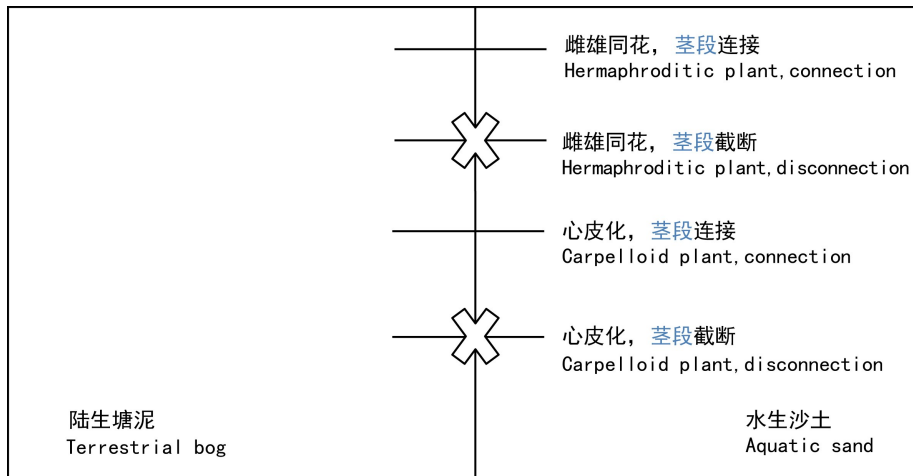 雌雄同花，茎段连接
Hermaphroditic plant,connection
雌雄同花，茎段截断
Hermaphroditic plant,disconnection
心皮化，茎段连接
Carpelloid plant,connection
心皮化，茎段截断
Carpelloid plant,disconnection
陆生塘泥
Terrestrial bog
水生沙土
Aquatic sand